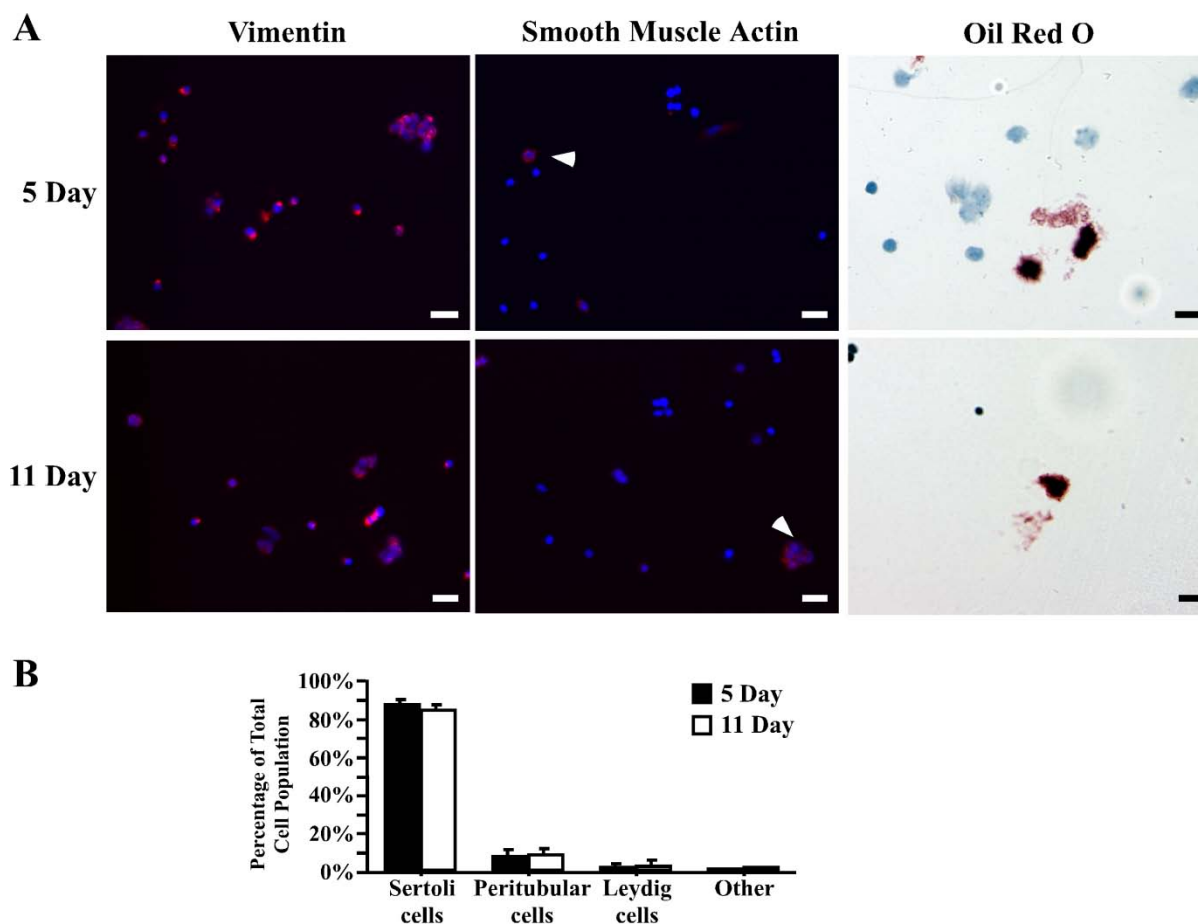 A
Vimentin
Smooth Muscle Actin
Oil Red O
5 Day
11 Day
B
Percentage of Total
Cell Population
100%
80%
60%
40%
20%
0%
5 Day
11 Day
Sertoli
cells
Peritubular
cells
Leydig
cells
Other